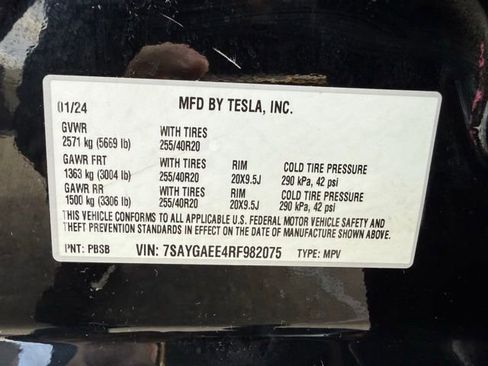 01/24 MFD BY TESLA, INC.
GVWR WITH TIRES
2571 kg (5669 lb) 255/40R20
GAWR FRT WITH TIRES RIM COLD TIRE PRESSURE
1363 kg (3004 lb) 255/40R20 20X9.5J 290 kPa, 42 psi
GAWR RR WITH TIRES RIM COLD TIRE PRESSURE
1500 kg (3306 lb) 255/40R20 20X9.5J 290 kPa, 42 psi
THIS VEHICLE CONFORMS TO ALL APPLICABLE U.S. FEDERAL MOTOR VEHICLE SAFETY AND
THEFT PREVENTION STANDARDS IN EFFECT ON THE DATE OF MANUFACTURE SHOWN ABOVE.
PNT: PBSB VIN: 7SAYGAEE4RF982075 TYPE: MPV